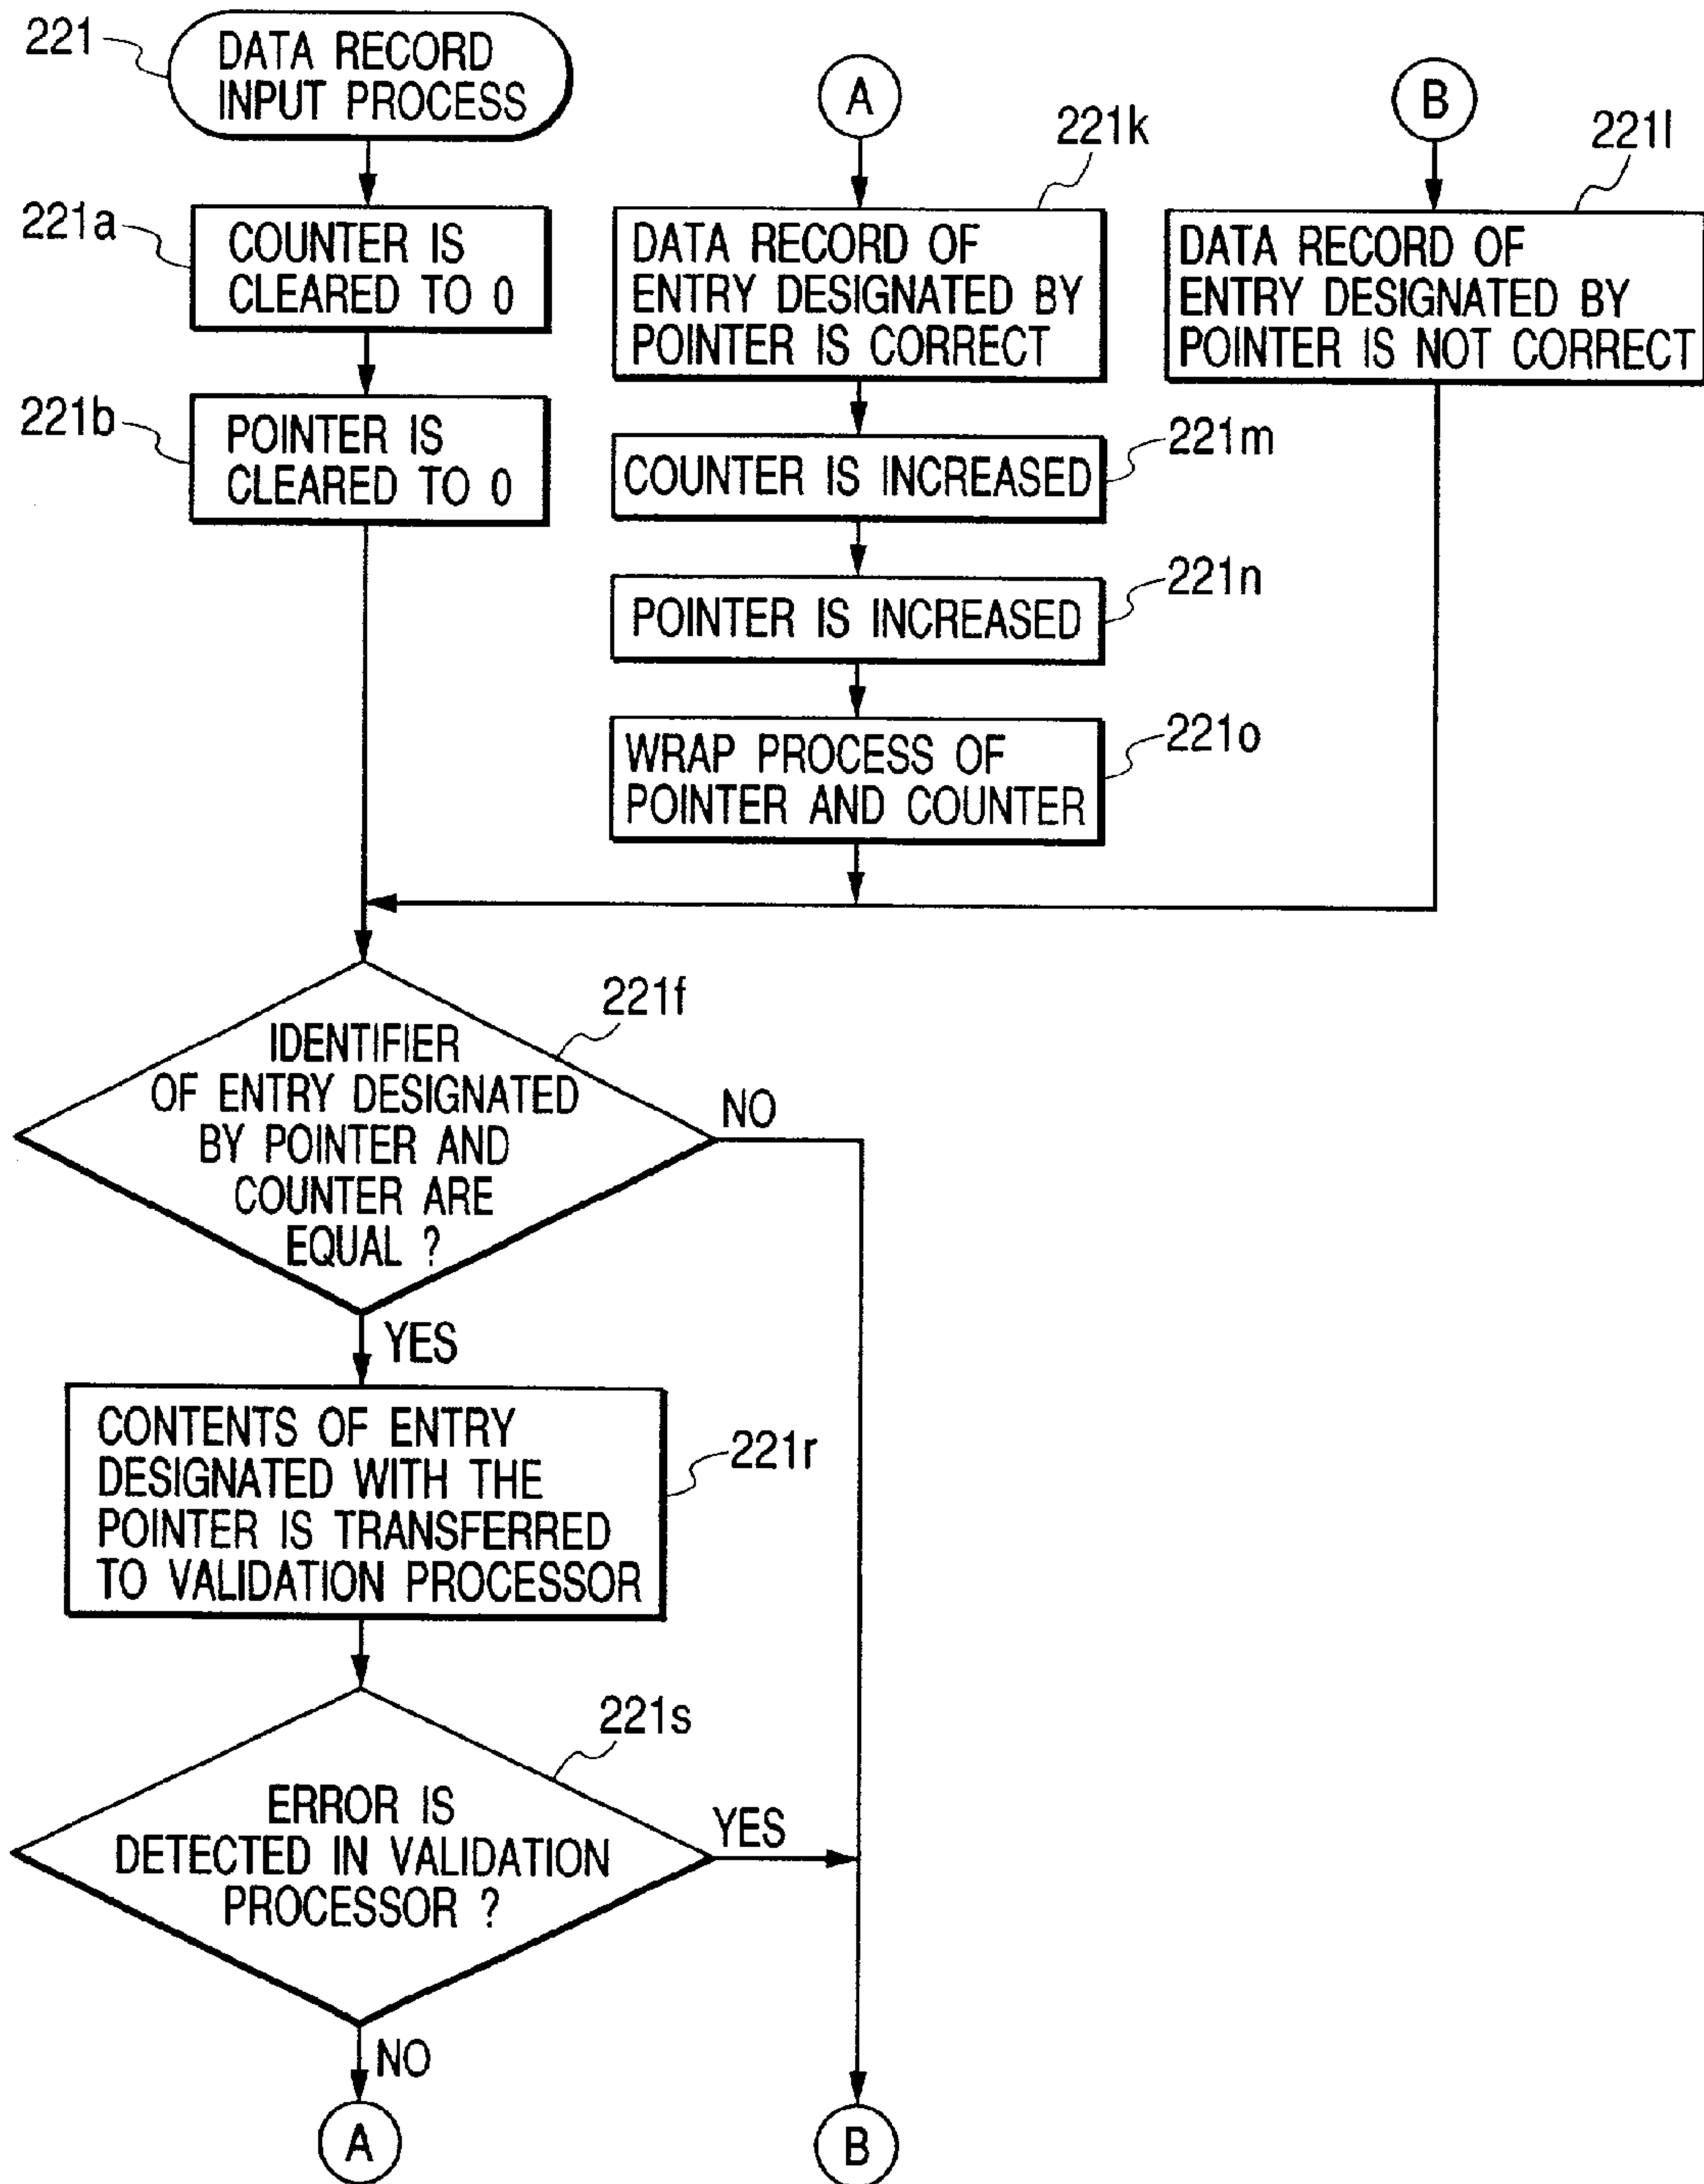 221
DATA RECORD
INPUT PROCESS
221a
COUNTER IS
CLEARED TO 0
221b
POINTER IS
CLEARED TO 0
A
221k
DATA RECORD OF
ENTRY DESIGNATED BY
POINTER IS CORRECT
221m
COUNTER IS INCREASED
221n
POINTER IS INCREASED
221o
WRAP PROCESS OF
POINTER AND COUNTER
B
221l
DATA RECORD OF
ENTRY DESIGNATED BY
POINTER IS NOT CORRECT
221f
IDENTIFIER
OF ENTRY DESIGNATED
BY POINTER AND
COUNTER ARE
EQUAL ?
NO
YES
CONTENTS OF ENTRY
DESIGNATED WITH THE
POINTER IS TRANSFERRED
TO VALIDATION PROCESSOR
221r
221s
ERROR IS
DETECTED IN VALIDATION
PROCESSOR ?
YES
NO
A
B